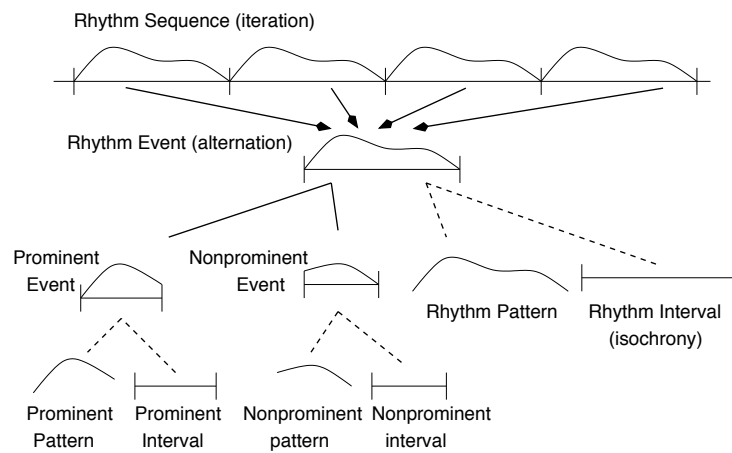 Rhythm Sequence (iteration)
Rhythm Event (alternation)
Prominent
Event
Nonprominent
Event
Rhythm Pattern
Rhythm Interval
(isochrony)
Prominent
Pattern
Prominent
Interval
Nonprominent
pattern
Nonprominent
interval